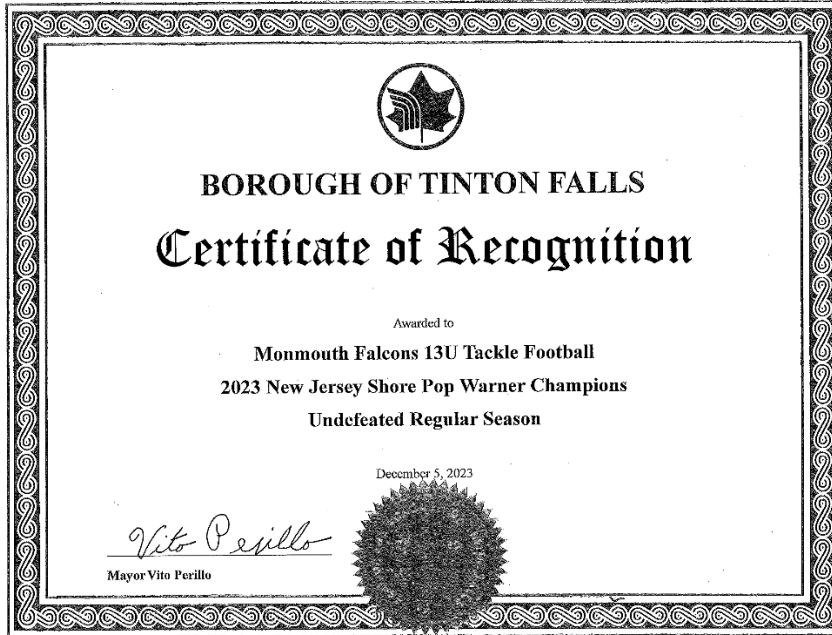 BOROUGH OF TINTON FALLS
Certificate of Recognition
Awarded to
Monmouth Falcons 13U Tackle Football
2023 New Jersey Shore Pop Warner Champions
Undefeated Regular Season
December 5, 2023
Vito Perillo
Mayor Vito Perillo